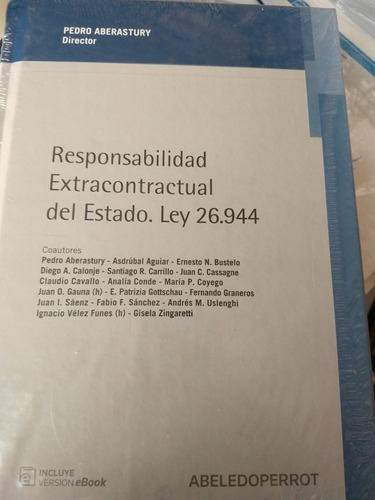 PEDRO ABERASTURY
Director
Responsabilidad
Extracontractual
del Estado. Ley 26.944
Coautores
Pedro Aberastury - Asdrúbal Aguiar - Ernesto N. Bustelo
Diego A. Calonje - Santiago R. Carrillo - Juan C. Cassagne
Claudio Cavallo - Analía Conde - María P. Coyego
Juan O. Gauna (h) - E. Patrizia Gottschau - Fernando Graneros
Juan I. Sáenz - Fabio F. Sánchez - Andrés M. Uslenghi
Ignacio Vélez Funes (h) - Gisela Zingaretti
INCLUYE
VERSION eBook
ABELEDOPERROT